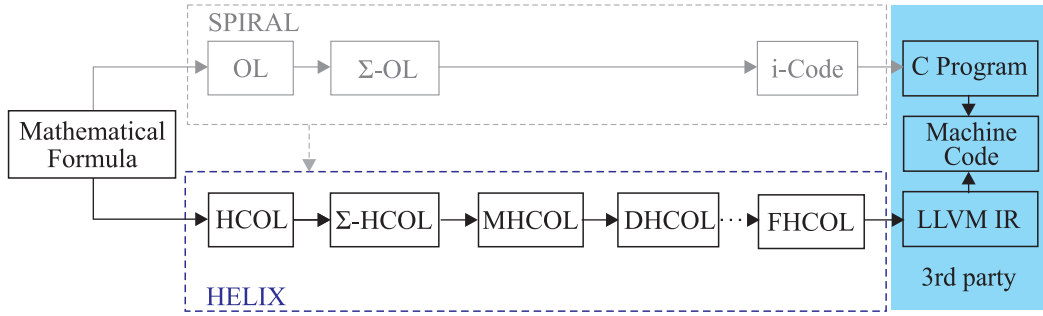 SPIRAL
OL
Σ-OL
i-Code
C Program
Mathematical
Formula
Machine
Code
HCOL
Σ-HCOL
MHCOL
DHCOL
...
FHCOL
LLVM IR
3rd party
HELIX